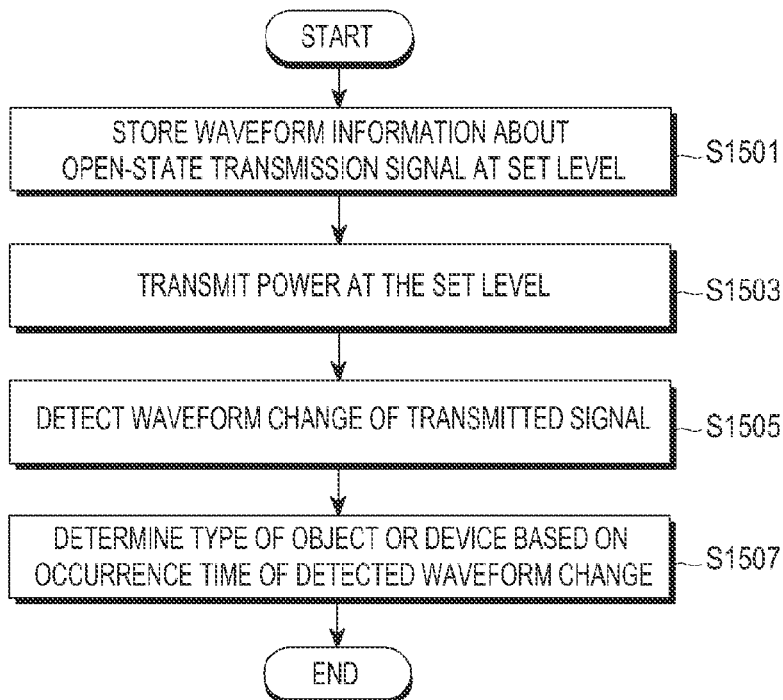 START
STORE WAVEFORM INFORMATION ABOUT
OPEN-STATE TRANSMISSION SIGNAL AT SET LEVEL
S1501
TRANSMIT POWER AT THE SET LEVEL
S1503
DETECT WAVEFORM CHANGE OF TRANSMITTED SIGNAL
S1505
DETERMINE TYPE OF OBJECT OR DEVICE BASED ON
OCCURRENCE TIME OF DETECTED WAVEFORM CHANGE
S1507
END